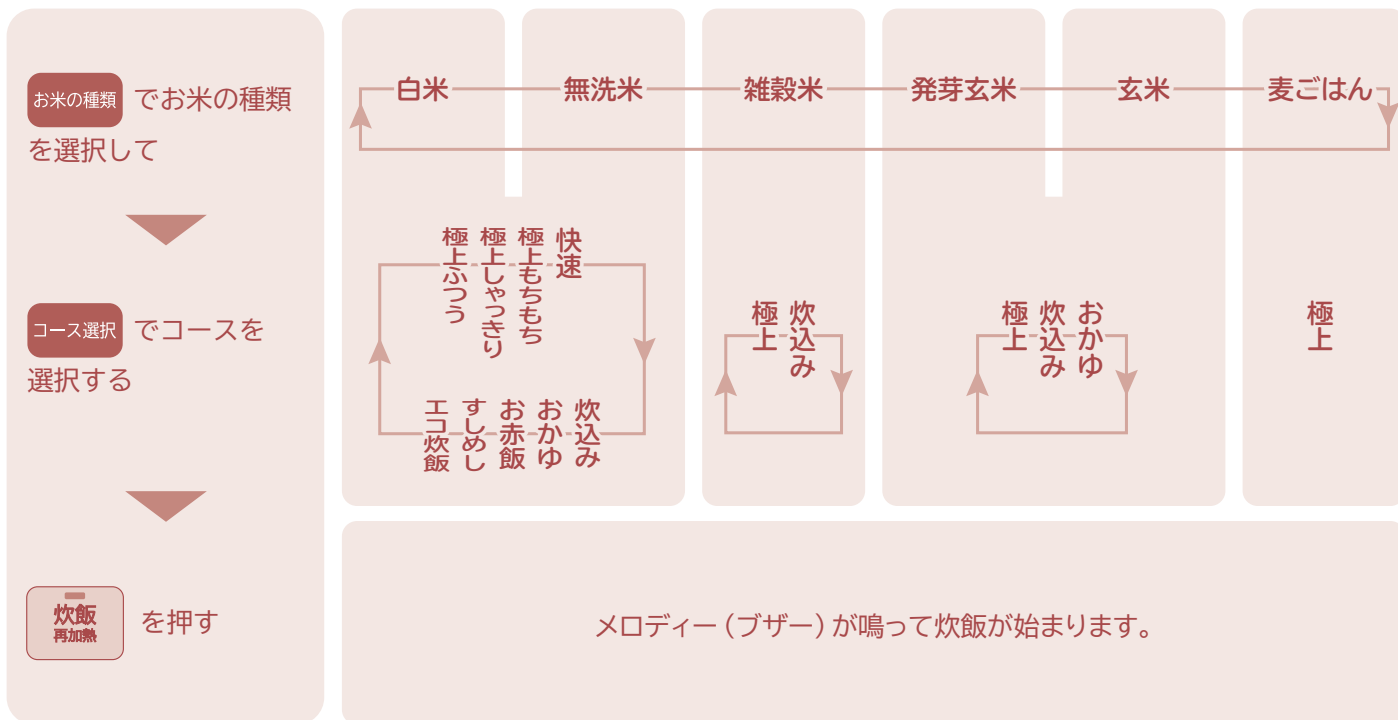 お米の種類 でお米の種類
を選択して
白米 無洗米 雑穀米 発芽玄米 玄米 麦ごはん
コース選択 でコースを
選択する
極上ふつう
極上しゃっきり
極上もちもち
快速
エコ炊飯
すしめし
お赤飯
おかゆ
炊込み
極上
炊込み
極上
炊込み
おかゆ
極上
炊飯
再加熱
を押す
メロディー(ブザー)が鳴って炊飯が始まります。